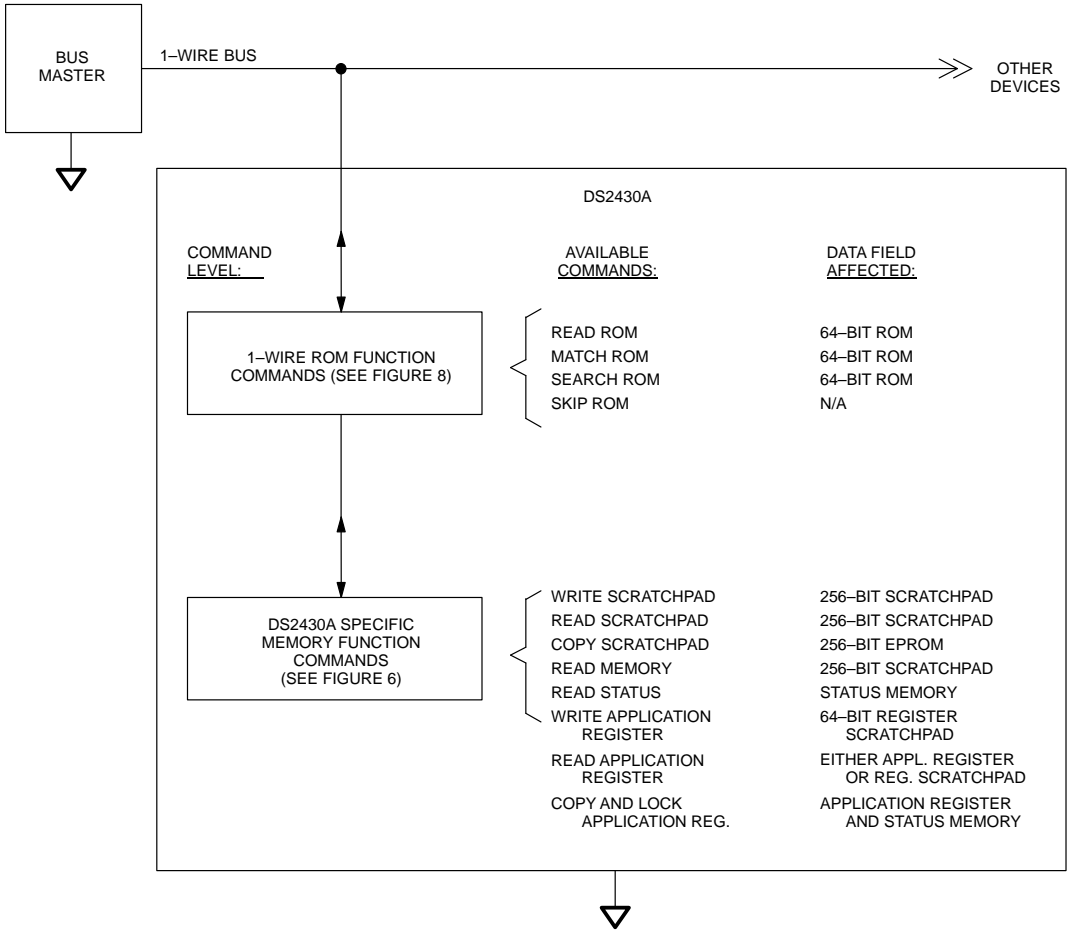 BUS
MASTER
1–WIRE BUS
OTHER
DEVICES
DS2430A
COMMAND
LEVEL:
AVAILABLE
COMMANDS:
DATA FIELD
AFFECTED:
1–WIRE ROM FUNCTION
COMMANDS (SEE FIGURE 8)
READ ROM 64–BIT ROM
MATCH ROM 64–BIT ROM
SEARCH ROM 64–BIT ROM
SKIP ROM N/A
DS2430A SPECIFIC
MEMORY FUNCTION
COMMANDS
(SEE FIGURE 6)
WRITE SCRATCHPAD 256–BIT SCRATCHPAD
READ SCRATCHPAD 256–BIT SCRATCHPAD
COPY SCRATCHPAD 256–BIT EPROM
READ MEMORY 256–BIT SCRATCHPAD
READ STATUS STATUS MEMORY
WRITE APPLICATION 64–BIT REGISTER
REGISTER SCRATCHPAD
READ APPLICATION EITHER APPL. REGISTER
REGISTER OR REG. SCRATCHPAD
COPY AND LOCK APPLICATION REGISTER
APPLICATION REG. AND STATUS MEMORY